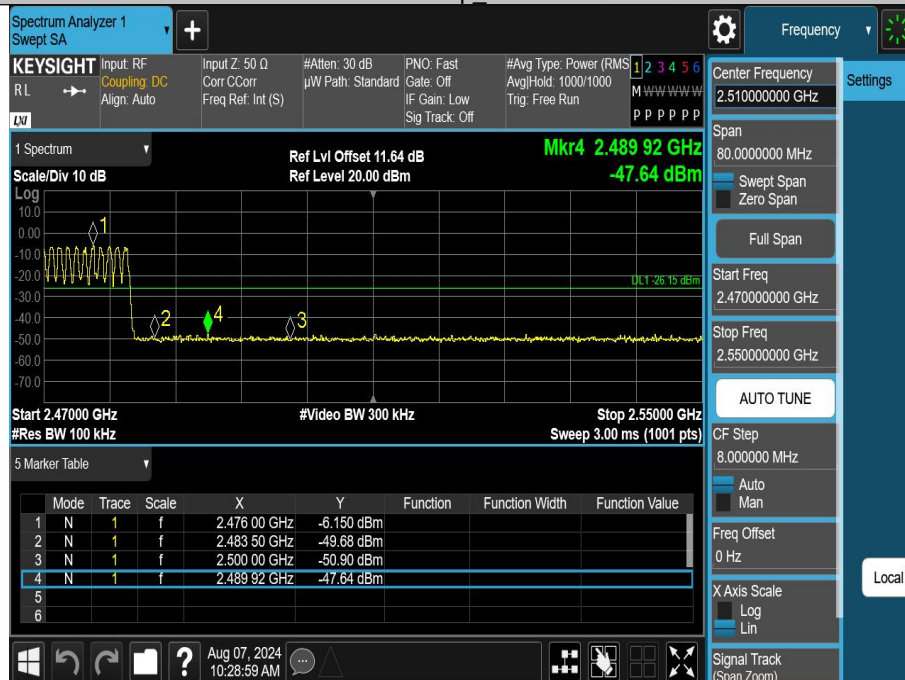 Spectrum Analyzer 1
Swept SA
+
Frequency
KEYSIGHT
RL
LXI
Input: RF
Coupling: DC
Align: Auto
Input Z: 50 Ω
Corr CCorr
Freq Ref: Int (S)
#Atten: 30 dB
µW Path: Standard
PNO: Fast
Gate: Off
IF Gain: Low
Sig Track: Off
#Avg Type: Power (RMS
Avg|Hold: 1000/1000
Trig: Free Run
1 2 3 4 5 6
M W W W W W
P P P P P P
1 Spectrum
Scale/Div 10 dB
Ref Lvl Offset 11.64 dB
Ref Level 20.00 dBm
Mkr4 2.489 92 GHz
-47.64 dBm
Log
10.0
0.00
-10.0
-20.0
-30.0
-40.0
-50.0
-60.0
-70.0
1
2
4
3
DL1 -26.15 dBm
Start 2.47000 GHz
#Video BW 300 kHz
Stop 2.55000 GHz
#Res BW 100 kHz
Sweep 3.00 ms (1001 pts)
5 Marker Table
Mode Trace Scale X Y Function Function Width Function Value
1 N 1 f 2.476 00 GHz -6.150 dBm
2 N 1 f 2.483 50 GHz -49.68 dBm
3 N 1 f 2.500 00 GHz -50.90 dBm
4 N 1 f 2.489 92 GHz -47.64 dBm
5
6
?
Aug 07, 2024
10:28:59 AM
Center Frequency
2.510000000 GHz
Settings
Span
80.0000000 MHz
Swept Span
Zero Span
Full Span
Start Freq
2.470000000 GHz
Stop Freq
2.550000000 GHz
AUTO TUNE
CF Step
8.000000 MHz
Auto
Man
Freq Offset
0 Hz
X Axis Scale
Log
Lin
Local
Signal Track
(Span Zoom)